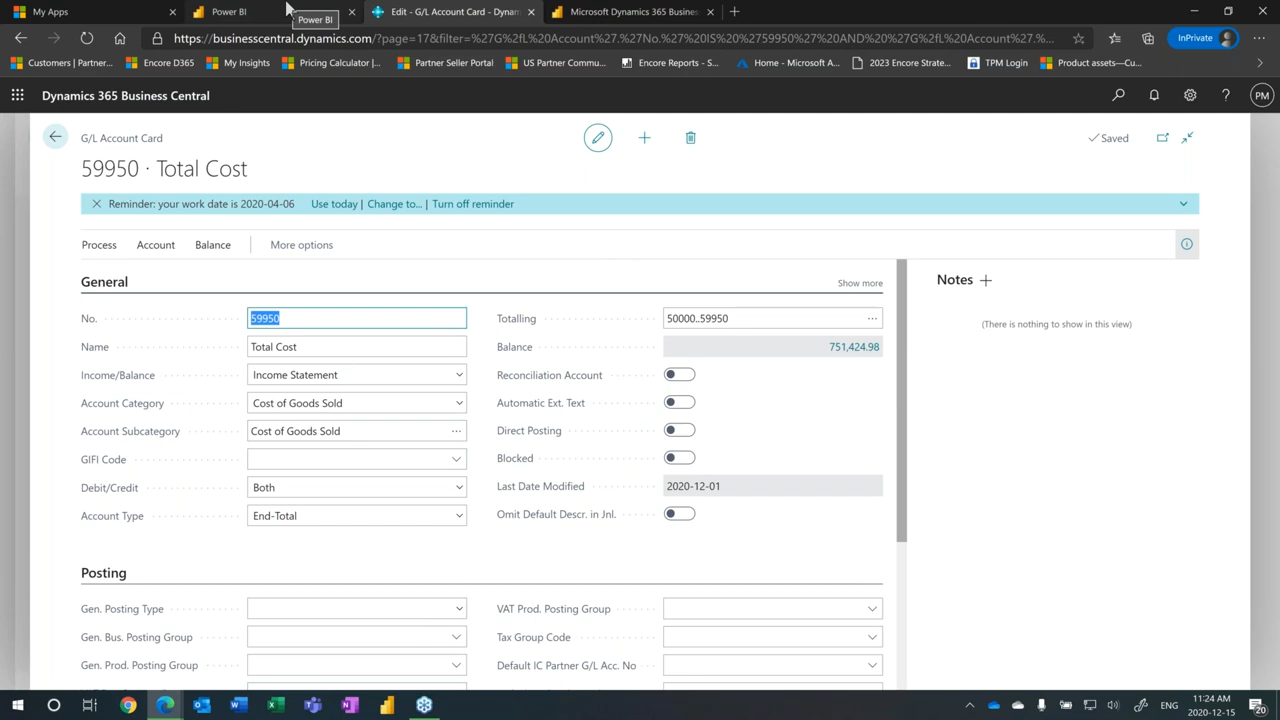 My Apps
Power BI
Edit - G/L Account Card - Dynam
Microsoft Dynamics 365 Busines
Power BI
https://businesscentral.dynamics.com/?page=17&filter=%27G%2fL%20Account%27.%27No.%27%20IS%20%2759950%27%20AND%20%27G%2fL%20Account%27.%...
InPrivate
Customers | Partner...
Encore D365
My Insights
Pricing Calculator |...
Partner Seller Portal
US Partner Commu...
Encore Reports - S...
Home - Microsoft A...
2023 Encore Strate...
TPM Login
Product assets—Cu...
Dynamics 365 Business Central
PM
G/L Account Card
Saved
59950 · Total Cost
Reminder: your work date is 2020-04-06 Use today | Change to... | Turn off reminder
Process Account Balance More options
General Show more
Notes
No. 59950
Totalling 50000..59950
(There is nothing to show in this view)
Name Total Cost
Balance 751,424.98
Income/Balance Income Statement
Reconciliation Account
Account Category Cost of Goods Sold
Automatic Ext. Text
Account Subcategory Cost of Goods Sold
Direct Posting
GIFI Code
Blocked
Debit/Credit Both
Last Date Modified 2020-12-01
Account Type End-Total
Omit Default Descr. in Jnl.
Posting
Gen. Posting Type
VAT Prod. Posting Group
Gen. Bus. Posting Group
Tax Group Code
Gen. Prod. Posting Group
Default IC Partner G/L Acc. No
ENG
11:24 AM
2020-12-15
20